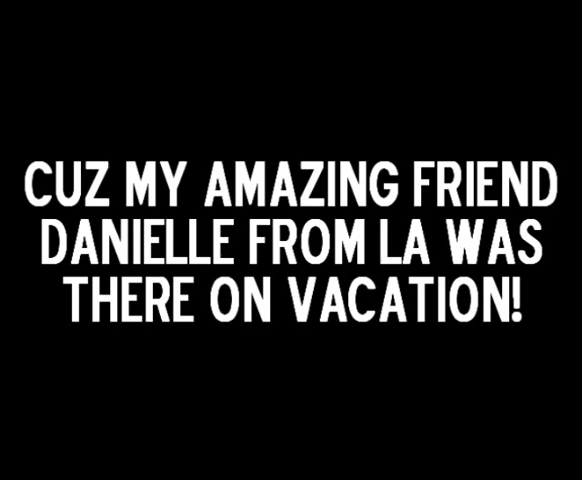 CUZ MY AMAZING FRIEND
DANIELLE FROM LA WAS
THERE ON VACATION!